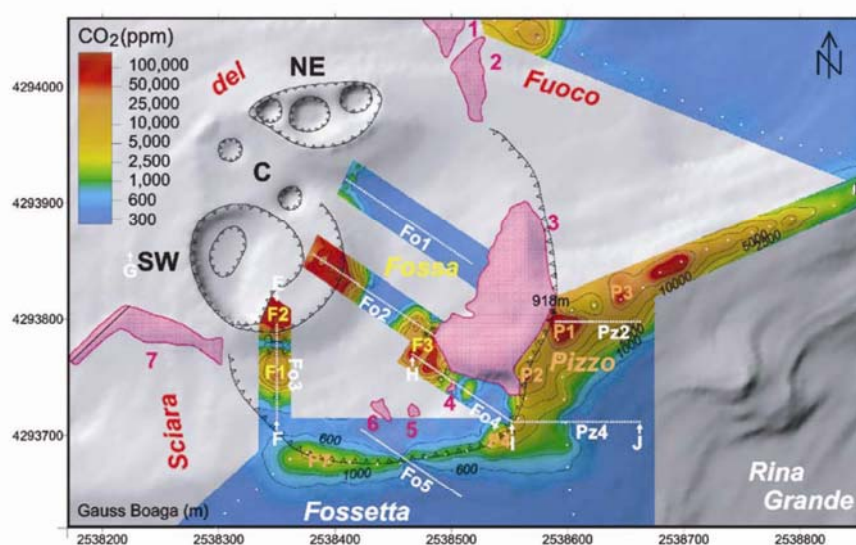 CO2(ppm)
100,000
50,000
25,000
10,000
5,000
2,500
1,000
600
300
NE
del
Fuoco
N
C
SW
G
Fossa
Fo1
Fo2
Fo3
Fo4
Fo5
1
2
3
4
5
6
7
918m
E
F2
F1
F
F3
H
I
J
P1
P2
P3
Pz2
Pz4
Pizzo
5000
10000
1000
600
1000
600
Sciara
Fossetta
Rina
Grande
Gauss Boaga (m)
4294000
4293900
4293800
4293700
2538200
2538300
2538400
2538500
2538600
2538700
2538800